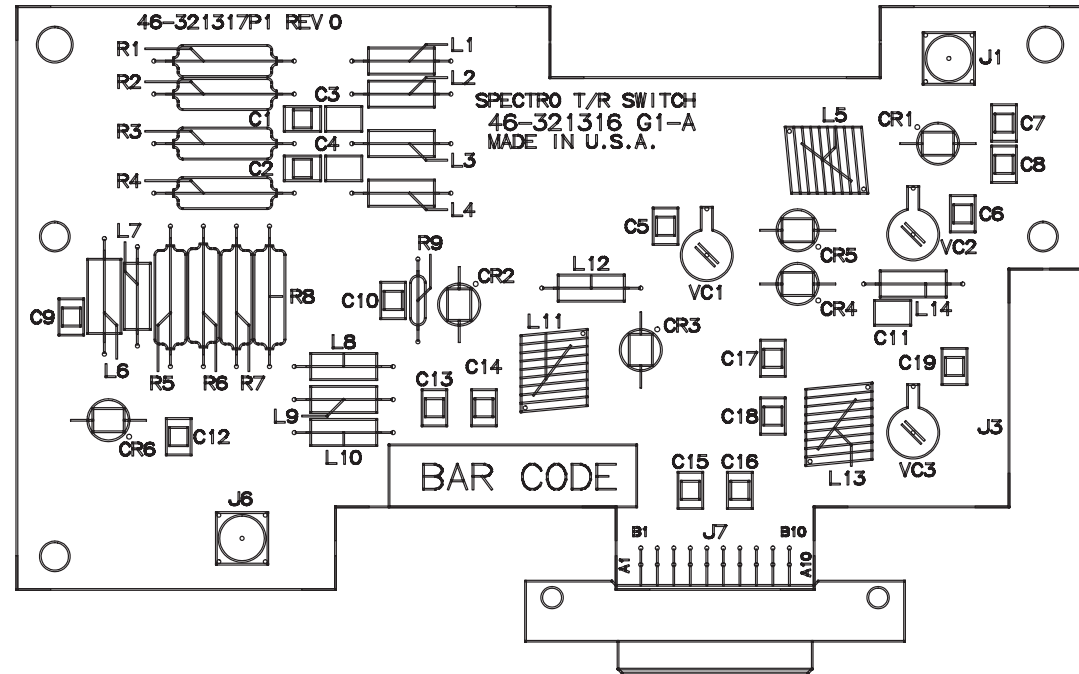 46-321317P1 REV 0
R1
L1
J1
R2
L2
C3
SPECTRO T/R SWITCH
C1
46-321316 G1-A
L5
CR1
C7
R3
C4
MADE IN U.S.A.
L3
C8
C2
R4
L4
C5
C6
L7
R9
CR5
VC2
CR2
L12
VC1
R8
C10
CR4
L14
C9
L11
CR3
C11
L8
C17
C19
L6
R5
R6
R7
C13
C14
L9
C18
J3
CR6
C12
L10
BAR CODE
C15
C16
L13
VC3
J6
B1
J7
B10
A1
A10